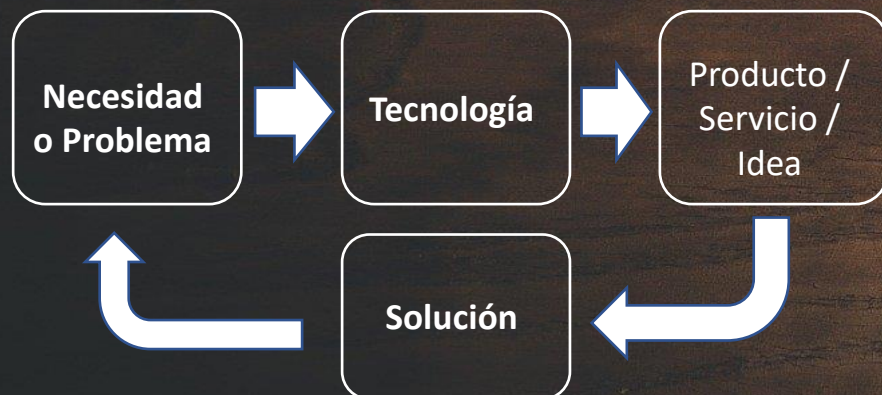 Necesidad
o Problema
Tecnología
Producto /
Servicio /
Idea
Solución